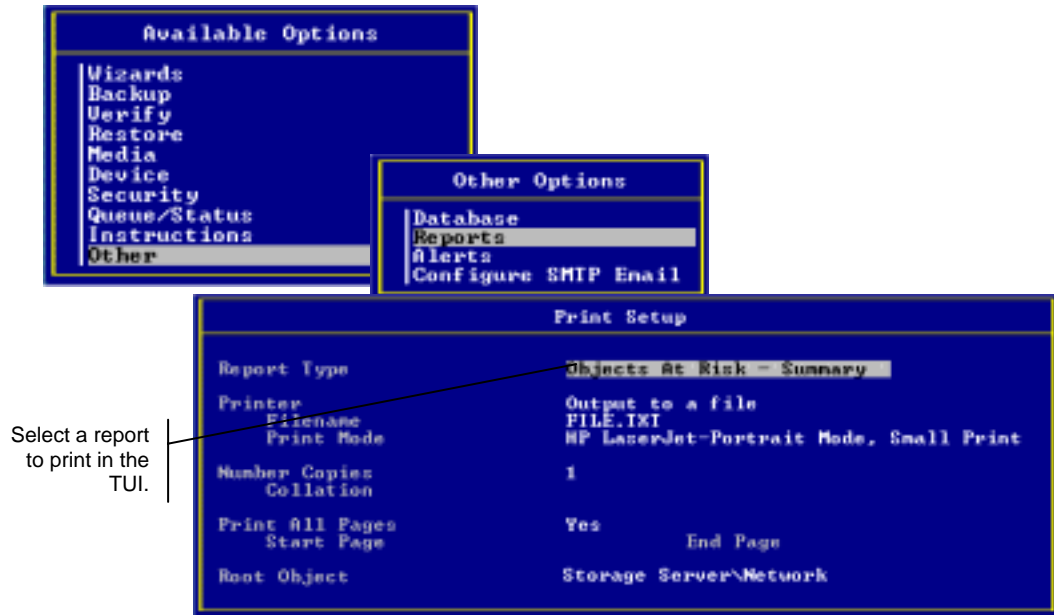 Available Options
Wizards
Backup
Verify
Restore
Media
Device
Security
Queue/Status
Instructions
Other
Other Options
Database
Reports
Alerts
Configure SMTP Email
Print Setup
Report Type Objects At Risk - Summary
Printer Output to a file
Filename FILE.TXT
Print Mode HP LaserJet-Portrait Mode, Small Print
Number Copies 1
Collation
Print All Pages Yes
Start Page End Page
Root Object Storage Server\Network
Select a report
to print in the
TUI.